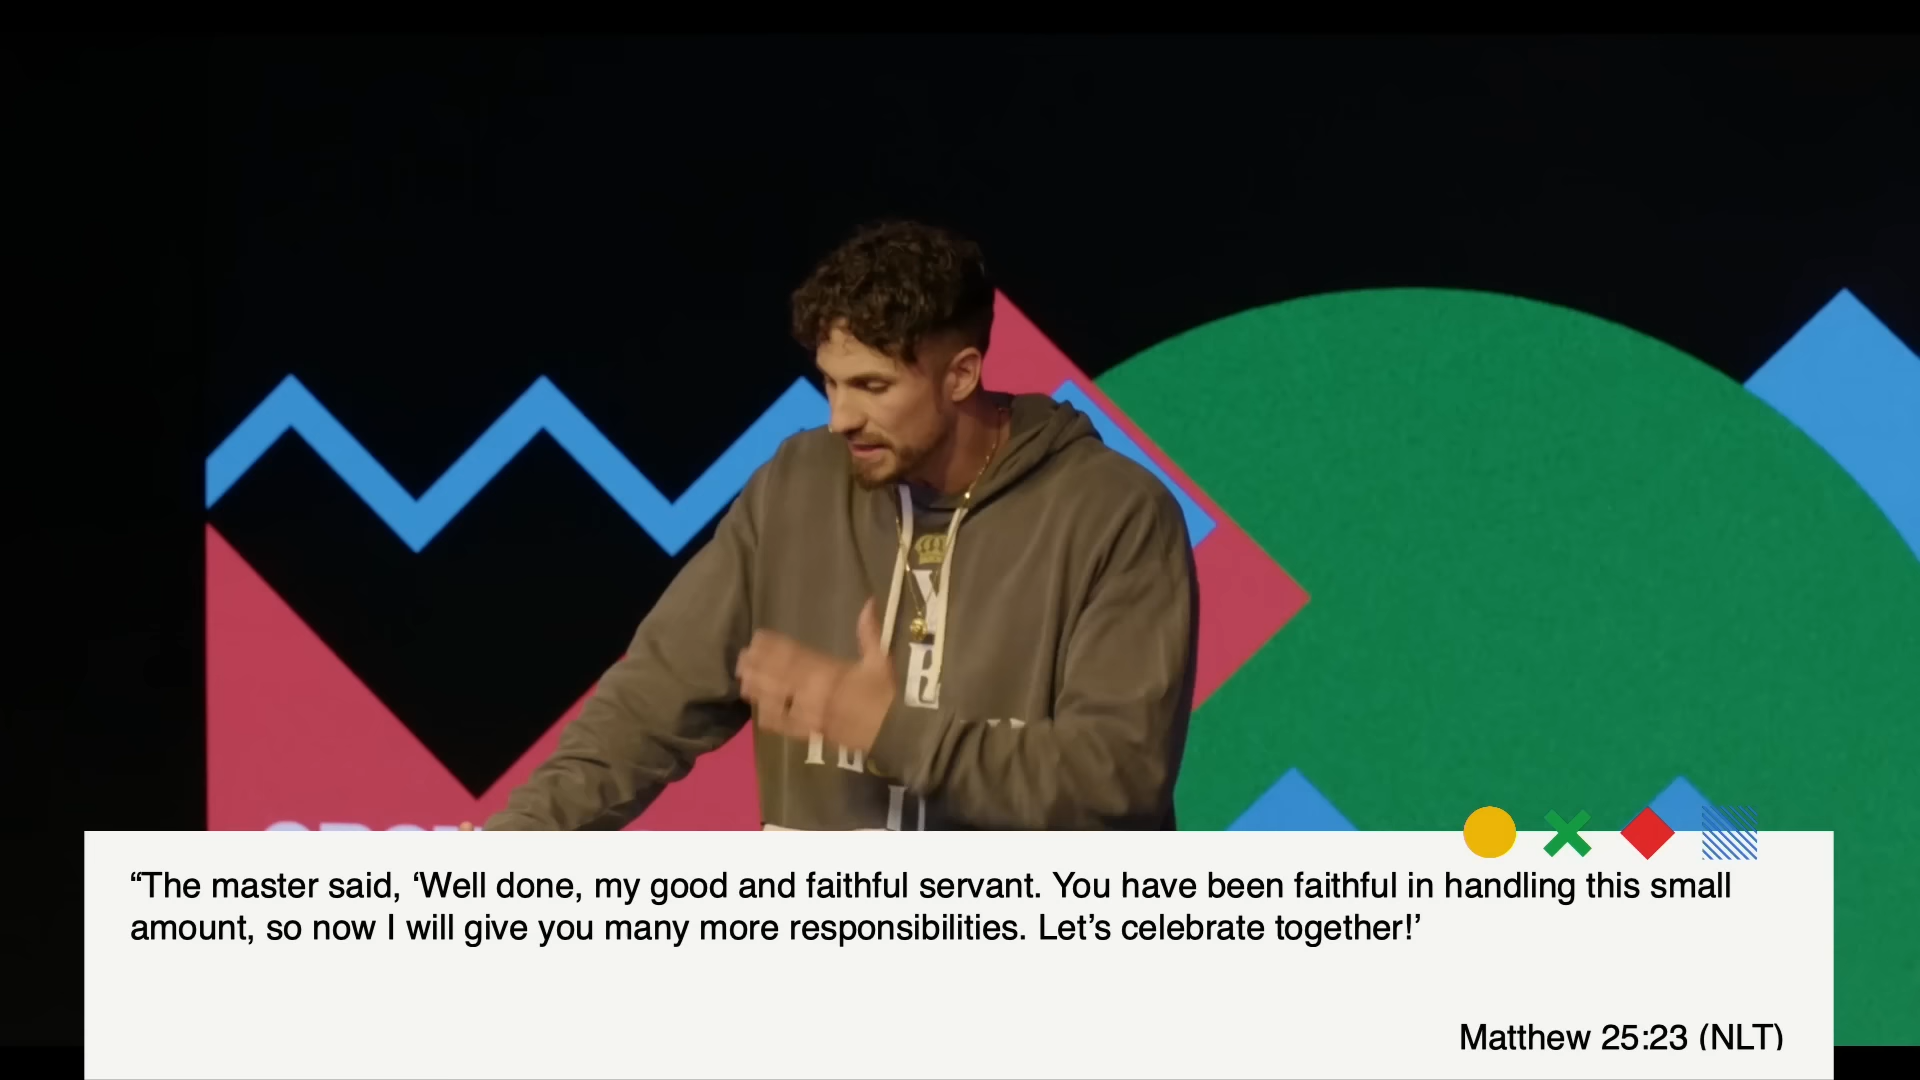 “The master said, ‘Well done, my good and faithful servant. You have been faithful in handling this small
amount, so now I will give you many more responsibilities. Let’s celebrate together!’
Matthew 25:23 (NLT)